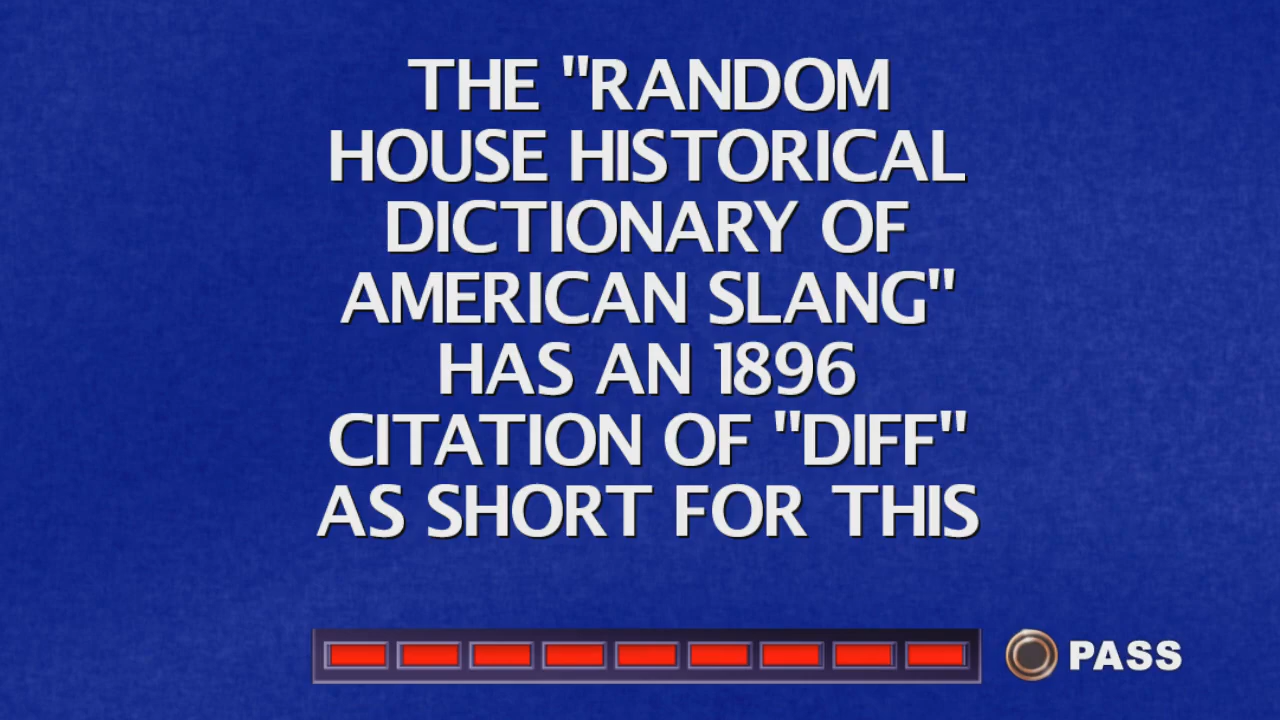 THE "RANDOM
HOUSE HISTORICAL
DICTIONARY OF
AMERICAN SLANG"
HAS AN 1896
CITATION OF "DIFF"
AS SHORT FOR THIS
PASS